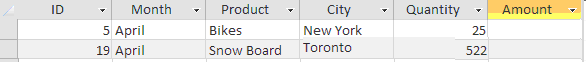 ID Month Product City Quantity Amount
5 April Bikes New York 25
19 April Snow Board Toronto 522